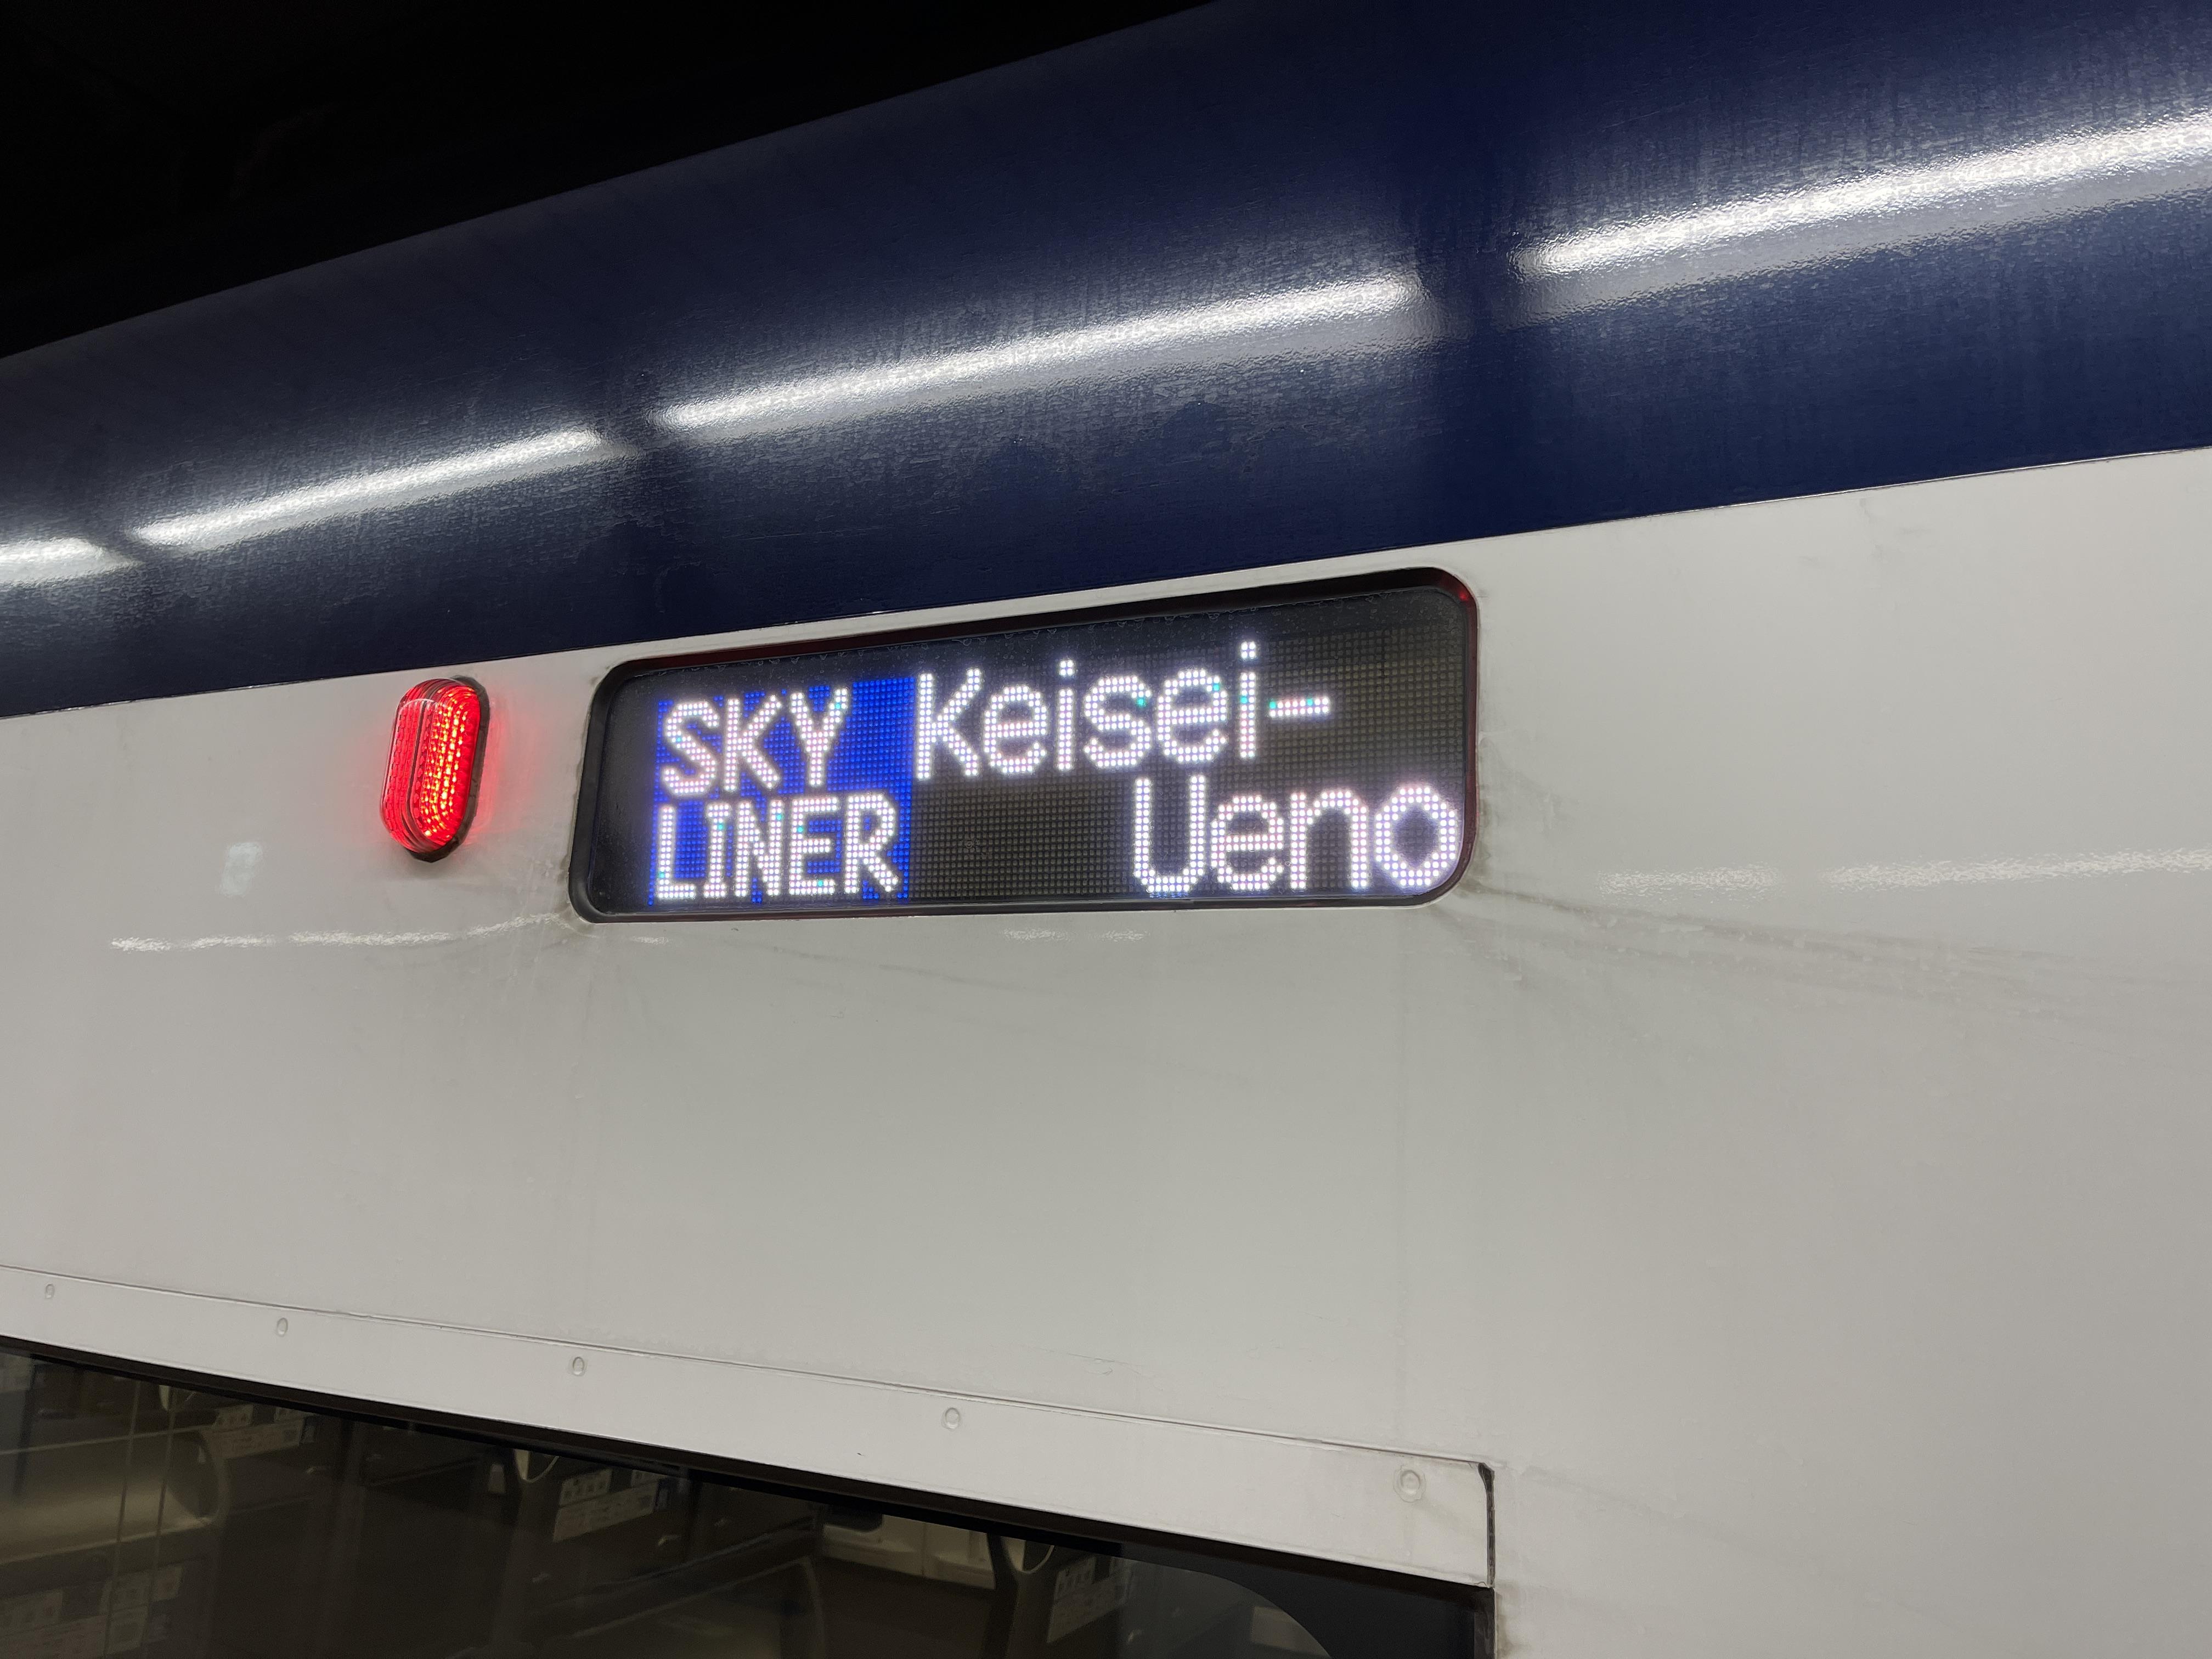 SKY Keisei-
LINER Ueno